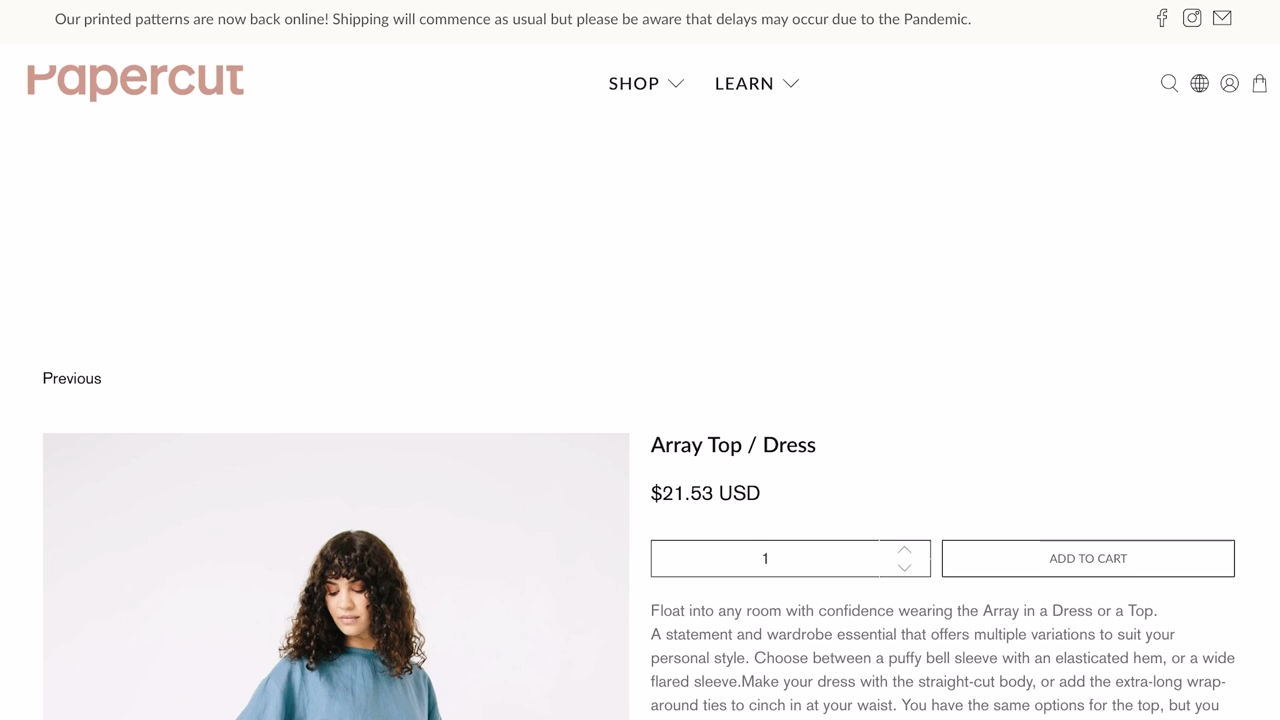 Our printed patterns are now back online! Shipping will commence as usual but please be aware that delays may occur due to the Pandemic.
Papercut
SHOP
LEARN
Previous
Array Top / Dress
$21.53 USD
1
ADD TO CART
Float into any room with confidence wearing the Array in a Dress or a Top.
A statement and wardrobe essential that offers multiple variations to suit your
personal style. Choose between a puffy bell sleeve with an elasticated hem, or a wide
flared sleeve.Make your dress with the straight-cut body, or add the extra-long wrap-
around ties to cinch in at your waist. You have the same options for the top, but you